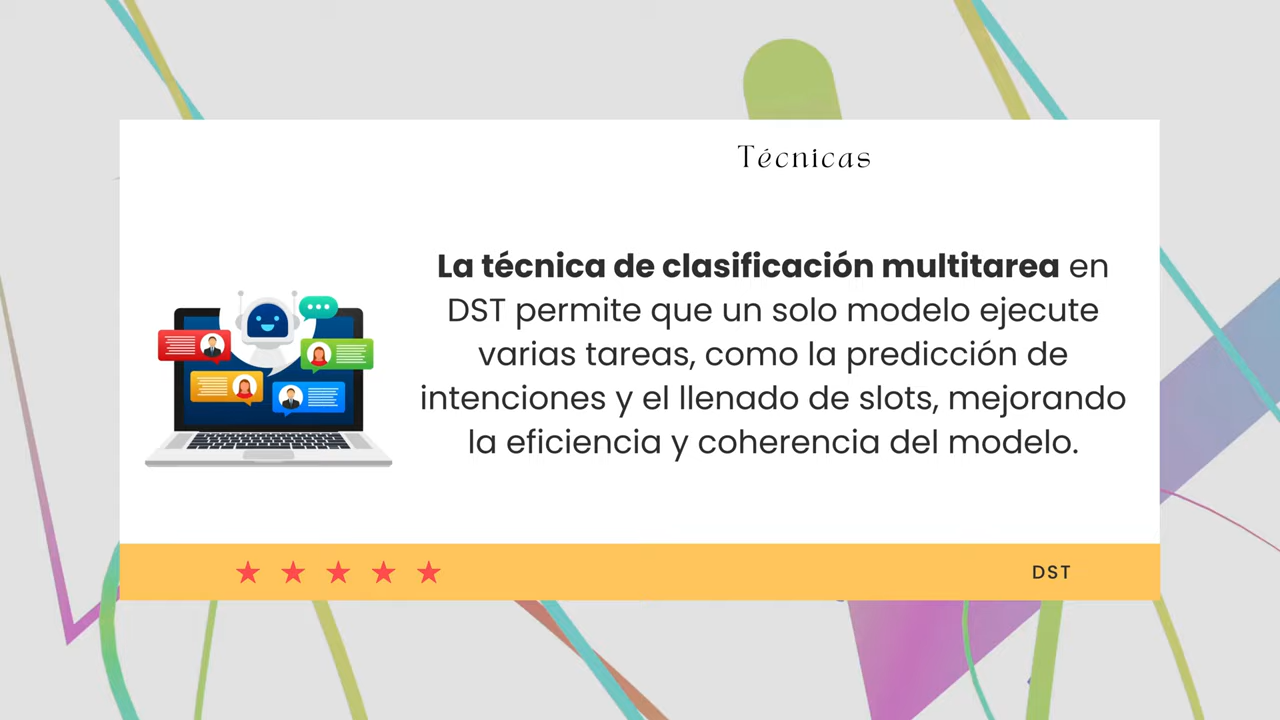 Técnicas
La técnica de clasificación multitarea en
DST permite que un solo modelo ejecute
varias tareas, como la predicción de
intenciones y el llenado de slots, mejorando
la eficiencia y coherencia del modelo.
DST